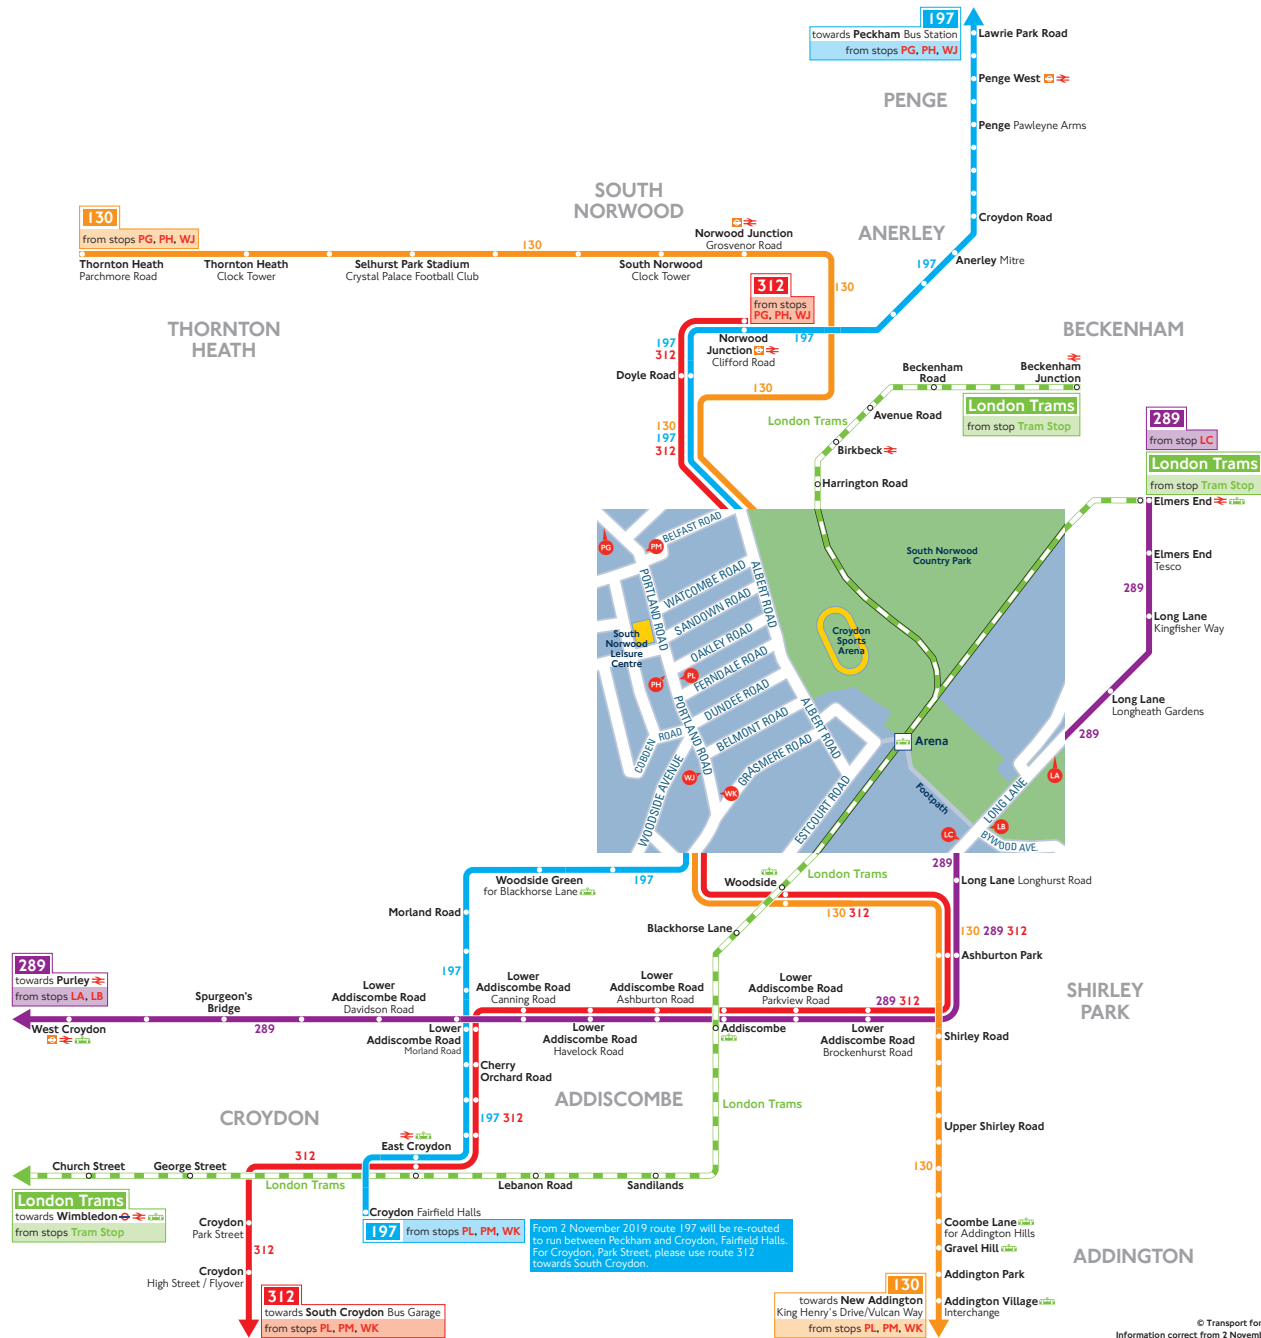 197
towards Peckham Bus Station
from stops PG, PH, WJ
Lawrie Park Road
Penge West
PENGE
Penge Pawleyne Arms
SOUTH
NORWOOD
130
from stops PG, PH, WJ
Norwood Junction
Grosvenor Road
Croydon Road
ANERLEY
130
197
Anerley Mitre
Thornton Heath
Parchmore Road
Thornton Heath
Clock Tower
Selhurst Park Stadium
Crystal Palace Football Club
South Norwood
Clock Tower
312
from stops
PG, PH, WJ
130
THORNTON
HEATH
BECKENHAM
197
312
Norwood
Junction
Clifford Road
197
Doyle Road
130
Beckenham
Road
Beckenham
Junction
London Trams
from stop Tram Stop
Avenue Road
London Trams
130
197
312
Birkbeck
Harrington Road
289
from stop LC
London Trams
from stop Tram Stop
Elmers End
Elmers End
Tesco
289
Long Lane
Kingfisher Way
Long Lane
Longheath Gardens
289
PG
PM
BELFAST ROAD
PORTLAND ROAD
WATCOMBE ROAD
SANDOWN ROAD
ALBERT ROAD
South Norwood
Country Park
South
Norwood
Leisure
Centre
OAKLEY ROAD
Croydon
Sports
Arena
PH
PL
FERNDALE ROAD
DUNDEE ROAD
PORTLAND ROAD
BELMONT ROAD
ALBERT ROAD
COBDEN ROAD
GRASMERE ROAD
Arena
WOODSIDE AVENUE
WJ
WK
ESTCOURT ROAD
Footpath
LONG LANE
LA
LB
LC
BYWOOD AVE.
289
197
Woodside Green
for Blackhorse Lane
Woodside
London Trams
Long Lane Longhurst Road
Morland Road
130 312
Blackhorse Lane
130 289 312
Ashburton Park
289
towards Purley
from stops LA, LB
197
Spurgeon's
Bridge
Lower
Addiscombe Road
Davidson Road
Lower
Addiscombe Road
Canning Road
Lower
Addiscombe Road
Ashburton Road
Lower
Addiscombe Road
Parkview Road
289 312
SHIRLEY
PARK
West Croydon
289
Lower
Addiscombe Road
Morland Road
Lower
Addiscombe Road
Havelock Road
Addiscombe
Lower
Addiscombe Road
Brockenhurst Road
Shirley Road
Cherry
Orchard Road
ADDISCOMBE
London Trams
CROYDON
197 312
Upper Shirley Road
East Croydon
312
130
Church Street
George Street
London Trams
Lebanon Road
Sandilands
London Trams
towards Wimbledon
from stops Tram Stop
Croydon Fairfield Halls
197
from stops PL, PM, WK
From 2 November 2019 route 197 will be re-routed
to run between Peckham and Croydon, Fairfield Halls.
For Croydon, Park Street, please use route 312
towards South Croydon.
Croydon
Park Street
312
Croydon
High Street / Flyover
Coombe Lane
for Addington Hills
Gravel Hill
ADDINGTON
Addington Park
312
towards South Croydon Bus Garage
from stops PL, PM, WK
130
towards New Addington
King Henry's Drive/Vulcan Way
from stops PL, PM, WK
Addington Village
Interchange
© Transport for
Information correct from 2 Novem